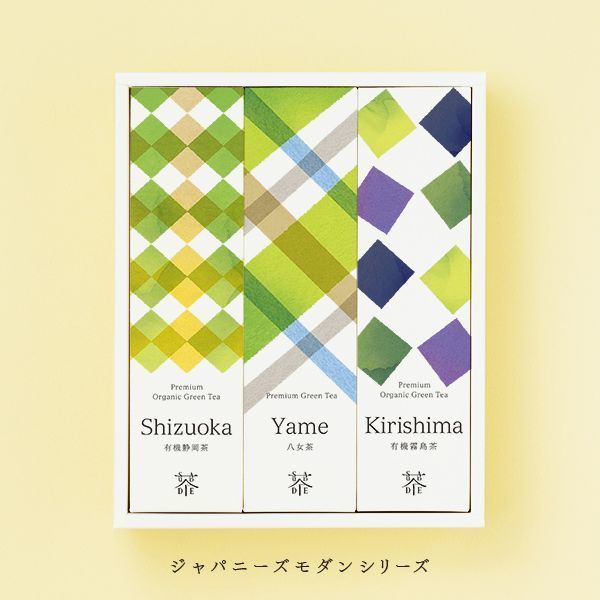 Premium
Organic Green Tea
Shizuoka
有機静岡茶
Premium Green Tea
Yame
八女茶
Premium
Organic Green Tea
Kirishima
有機霧島茶
ジャパニーズモダンシリーズ